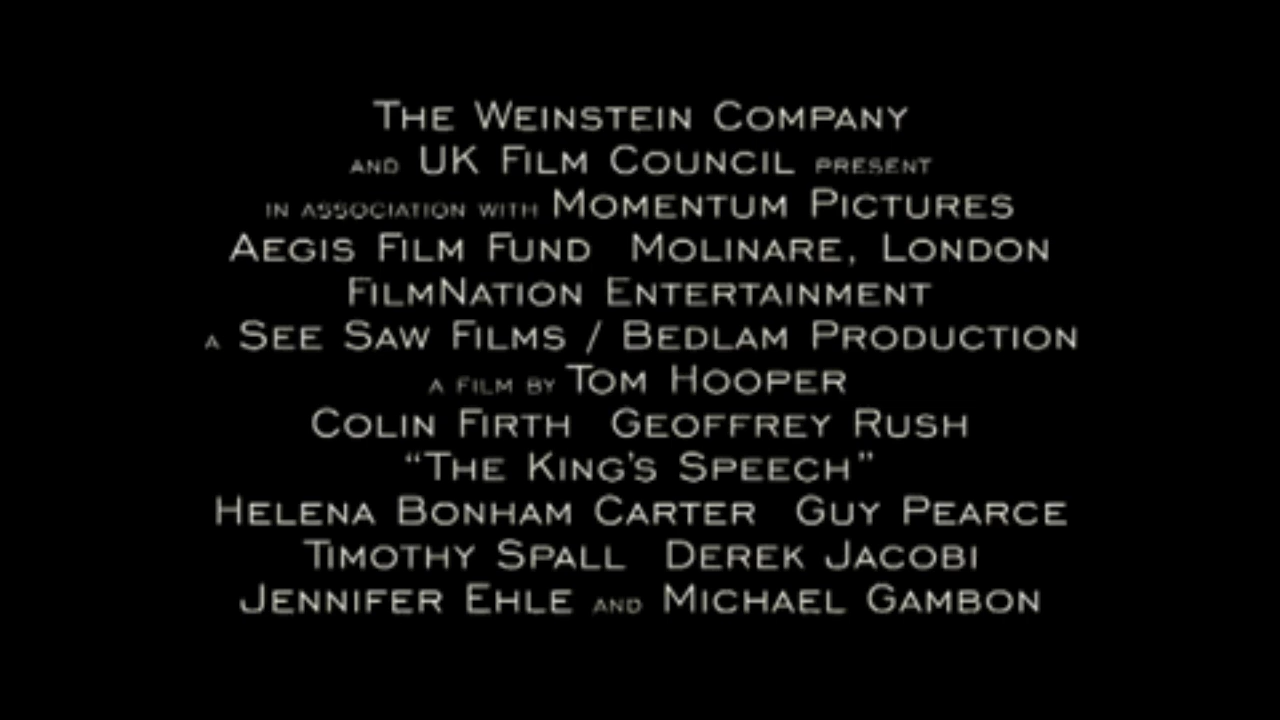 The Weinstein Company
and UK Film Council present
in association with Momentum Pictures
Aegis Film Fund Molinare, London
FilmNation Entertainment
a See Saw Films / Bedlam Production
a film by Tom Hooper
Colin Firth Geoffrey Rush
“The King’s Speech”
Helena Bonham Carter Guy Pearce
Timothy Spall Derek Jacobi
Jennifer Ehle and Michael Gambon